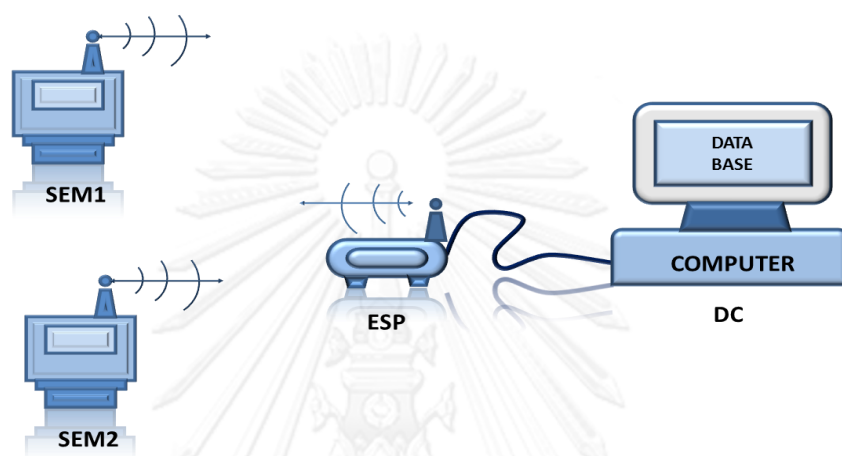 SEM1
DATA
BASE
COMPUTER
ESP
DC
SEM2